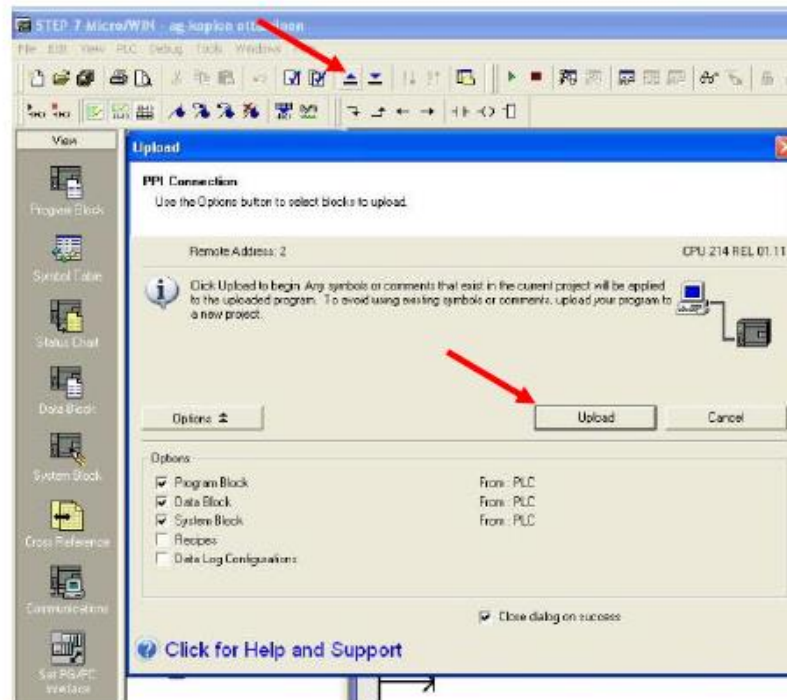 STEP 7 Micro/WIN - ag-kopion
File Edit View PLC Debug Tools Windows
View
Program Block
Symbol Table
Status Chart
Data Block
System Block
Cross Reference
Communications
Set PG/PC
Interface
Upload
PPI Connection
Use the Options button to select blocks to upload.
Remote Address: 2
CPU 214 REL 01.11
Click Upload to begin. Any symbols or comments that exist in the current project will be applied
to the uploaded program. To avoid using existing symbols or comments, upload your program to
a new project.
Options
Upload
Cancel
Options
Program Block From : PLC
Data Block From : PLC
System Block From : PLC
Recipes
Data Log Configurations
Close dialog on success
Click for Help and Support